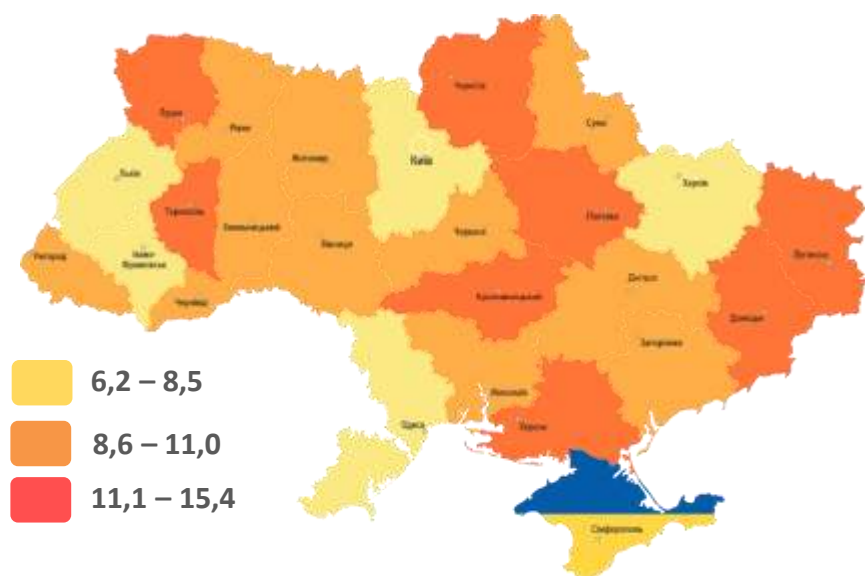 Чернігів
Луцьк
Рівне
Суми
Житомир
Київ
Львів
Харків
Тернопіль
Полтава
Хмельницький
Вінниця
Черкаси
Луганськ
Ужгород
Івано-
Франківськ
Дніпро
Кропивницький
Чернівці
Донецьк
Запоріжжя
6,2 – 8,5
Миколаїв
Одеса
Херсон
8,6 – 11,0
11,1 – 15,4
Сімферополь